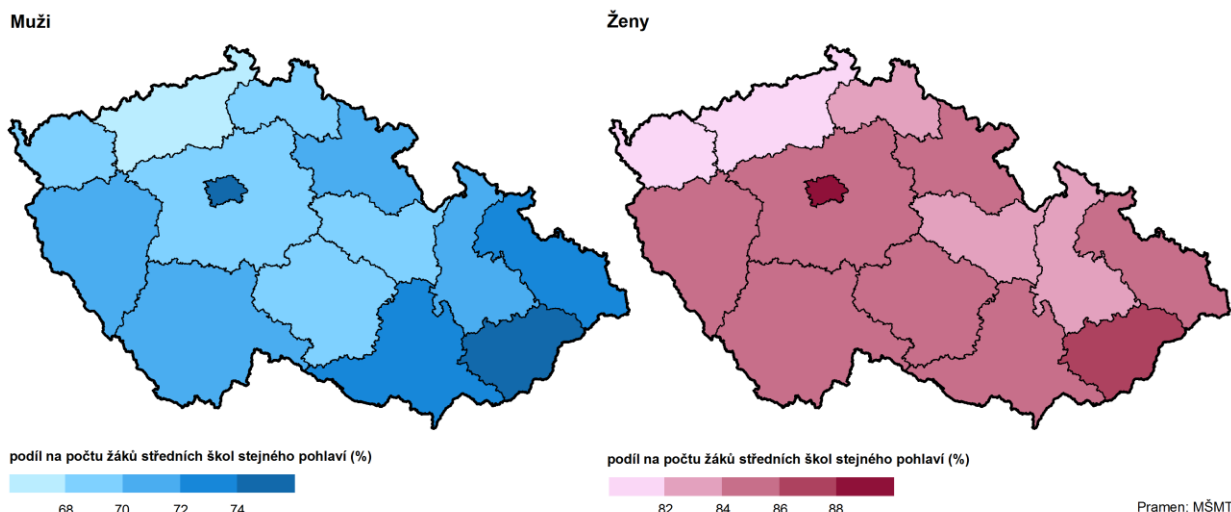 Muži
Ženy
podíl na počtu žáků středních škol stejného pohlaví (%)
68 70 72 74
podíl na počtu žáků středních škol stejného pohlaví (%)
82 84 86 88
Pramen: MŠMT